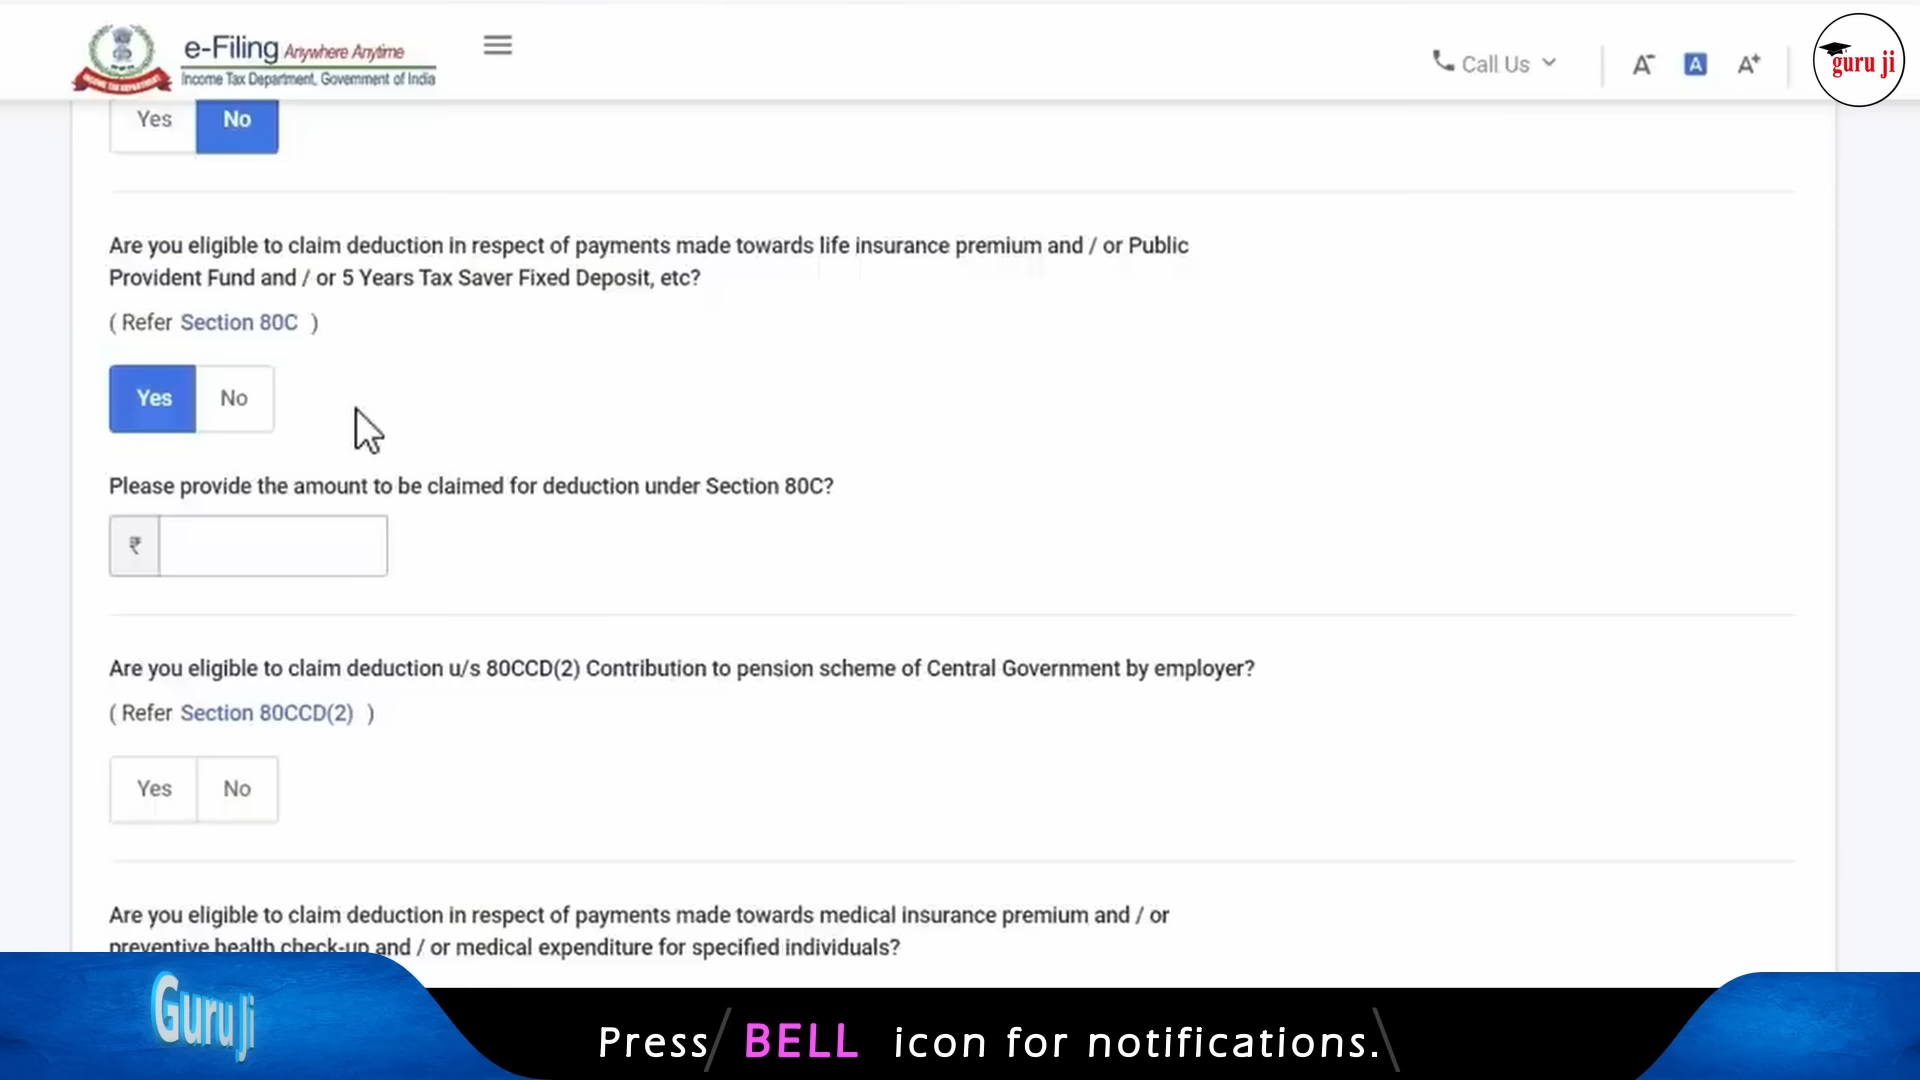 e-Filing Anywhere Anytime
Income Tax Department, Government of India
Call Us
A- A A+
guru ji
Yes No
Are you eligible to claim deduction in respect of payments made towards life insurance premium and / or Public
Provident Fund and / or 5 Years Tax Saver Fixed Deposit, etc?
( Refer Section 80C )
Yes No
Please provide the amount to be claimed for deduction under Section 80C?
₹
Are you eligible to claim deduction u/s 80CCD(2) Contribution to pension scheme of Central Government by employer?
( Refer Section 80CCD(2) )
Yes No
Are you eligible to claim deduction in respect of payments made towards medical insurance premium and / or
preventive health check-up and / or medical expenditure for specified individuals?
Guru Ji
Press BELL icon for notifications.